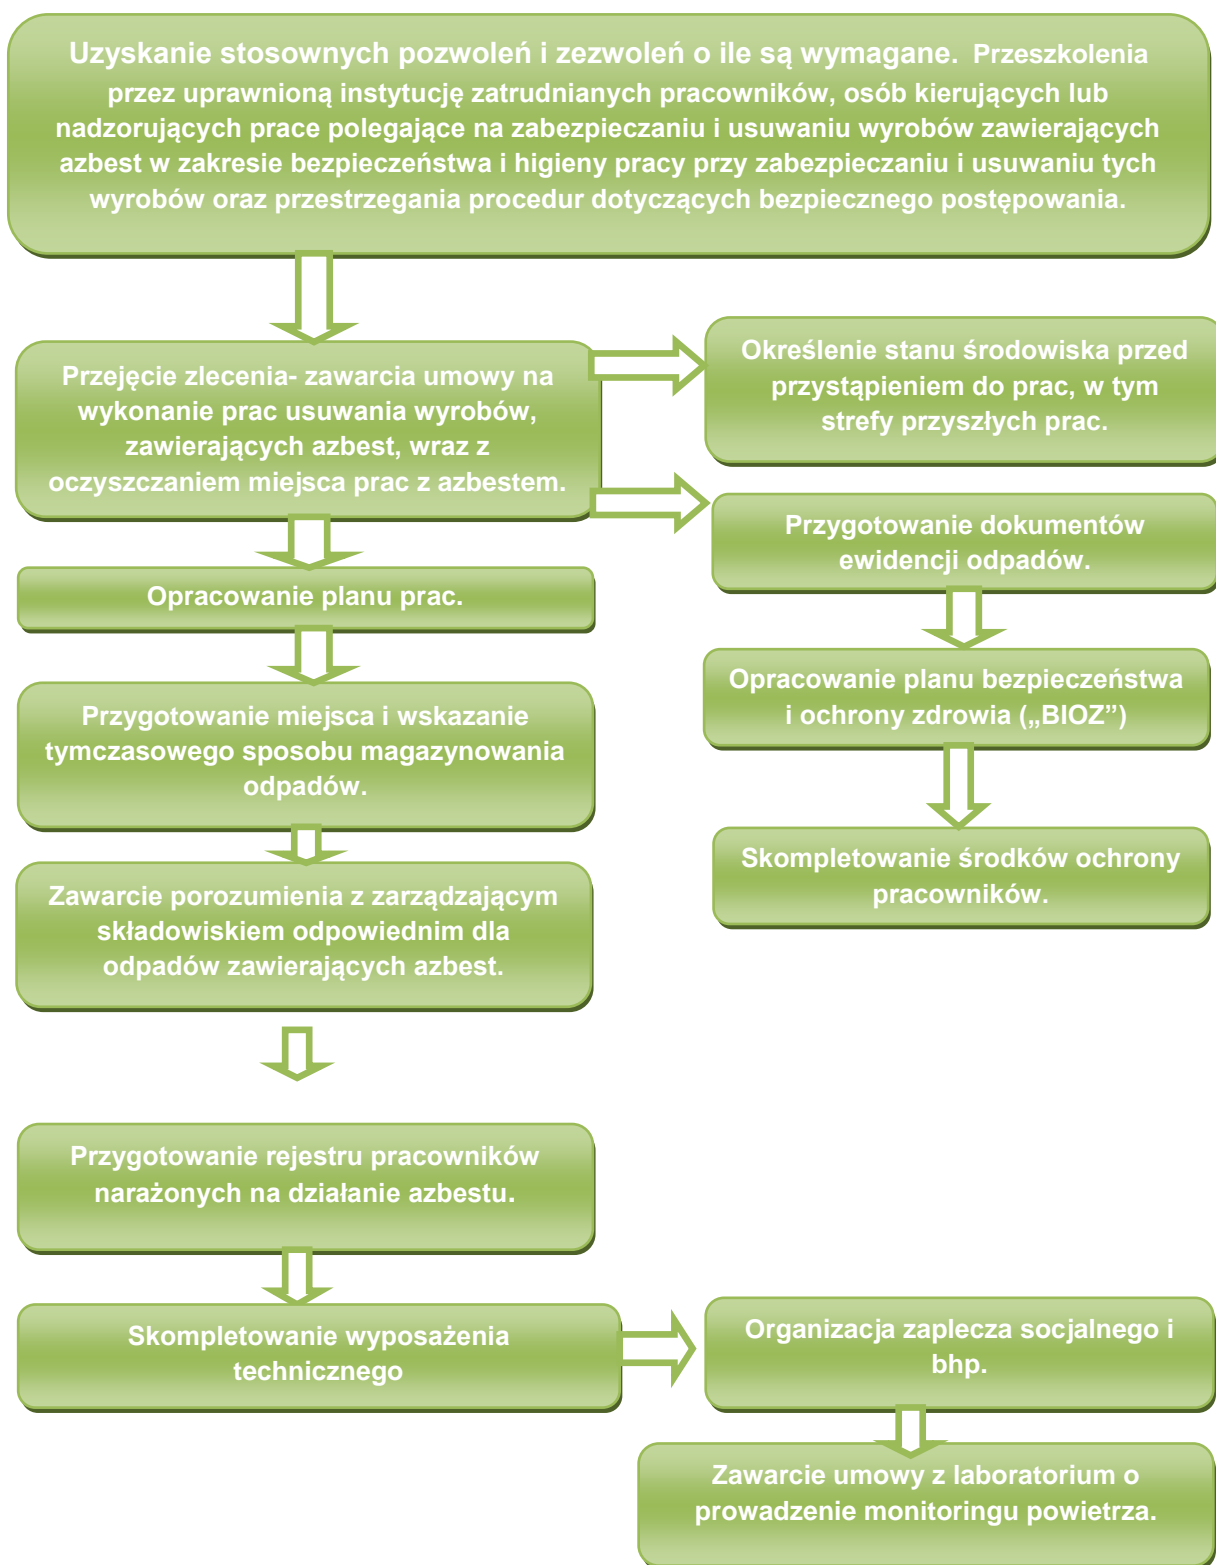 Uzyskanie stosownych pozwoleń i zezwoleń o ile są wymagane. Przeszkolenia
przez uprawnioną instytucję zatrudnianych pracowników, osób kierujących lub
nadzorujących prace polegające na zabezpieczaniu i usuwaniu wyrobów zawierających
azbest w zakresie bezpieczeństwa i higieny pracy przy zabezpieczaniu i usuwaniu tych
wyrobów oraz przestrzegania procedur dotyczących bezpiecznego postępowania.
Przejęcie zlecenia- zawarcia umowy na
wykonanie prac usuwania wyrobów,
zawierających azbest, wraz z
oczyszczaniem miejsca prac z azbestem.
Określenie stanu środowiska przed
przystąpieniem do prac, w tym
strefy przyszłych prac.
Przygotowanie dokumentów
ewidencji odpadów.
Opracowanie planu prac.
Opracowanie planu bezpieczeństwa
i ochrony zdrowia („BIOZ”)
Przygotowanie miejsca i wskazanie
tymczasowego sposobu magazynowania
odpadów.
Skompletowanie środków ochrony
pracowników.
Zawarcie porozumienia z zarządzającym
składowiskiem odpowiednim dla
odpadów zawierających azbest.
Przygotowanie rejestru pracowników
narażonych na działanie azbestu.
Skompletowanie wyposażenia
technicznego
Organizacja zaplecza socjalnego i
bhp.
Zawarcie umowy z laboratorium o
prowadzenie monitoringu powietrza.